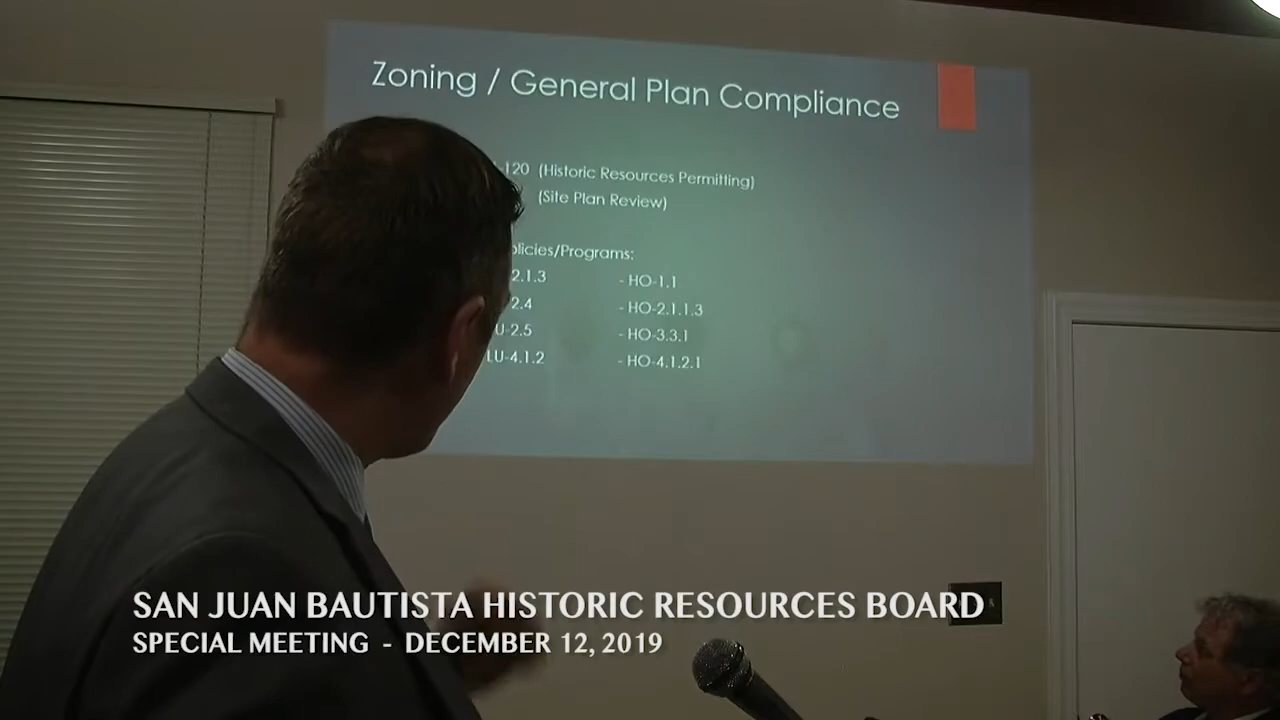 Zoning / General Plan Compliance
120 (Historic Resources Permitting)
(Site Plan Review)
olicies/Programs:
2.1.3 - HO-1.1
2.4 - HO-2.1.1.3
U-2.5 - HO-3.3.1
LU-4.1.2 - HO-4.1.2.1
SAN JUAN BAUTISTA HISTORIC RESOURCES BOARD
SPECIAL MEETING - DECEMBER 12, 2019